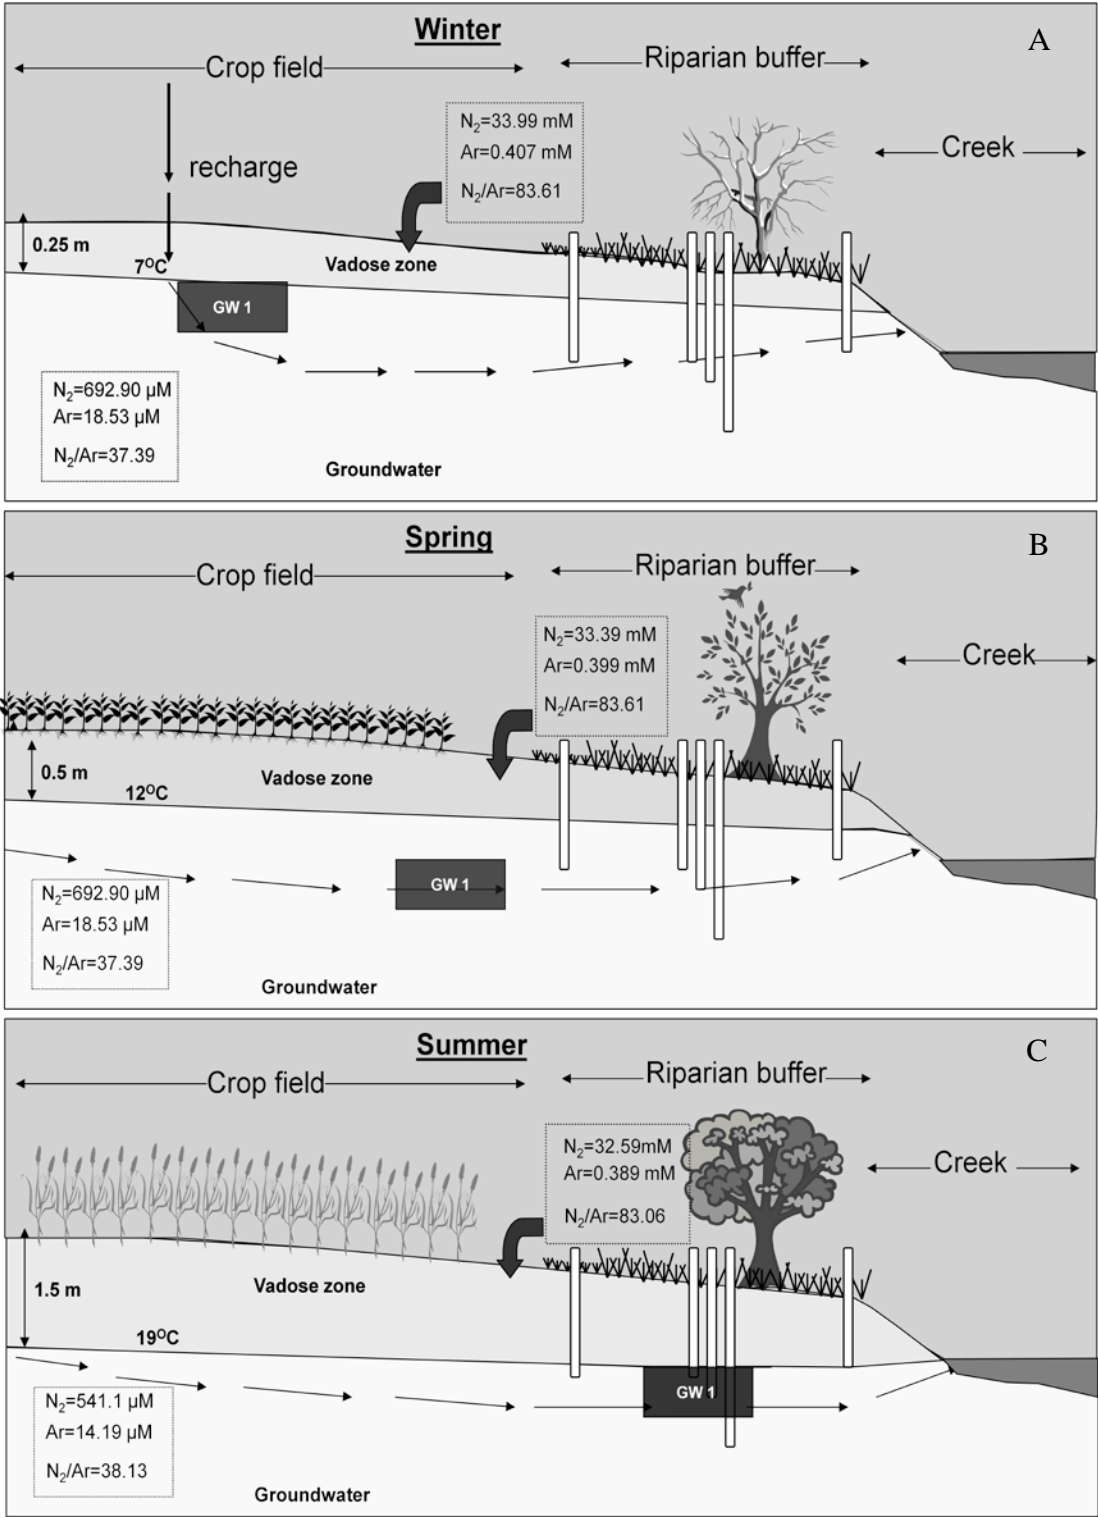 Winter
A
Crop field
Riparian buffer
Creek
recharge
N₂=33.99 mM
Ar=0.407 mM
N₂/Ar=83.61
0.25 m
7⁰C
Vadose zone
GW 1
N₂=692.90 µM
Ar=18.53 µM
N₂/Ar=37.39
Groundwater
Spring
B
Crop field
Riparian buffer
Creek
N₂=33.39 mM
Ar=0.399 mM
N₂/Ar=83.61
0.5 m
Vadose zone
12⁰C
GW 1
N₂=692.90 µM
Ar=18.53 µM
N₂/Ar=37.39
Groundwater
Summer
C
Crop field
Riparian buffer
Creek
N₂=32.59mM
Ar=0.389 mM
N₂/Ar=83.06
1.5 m
Vadose zone
19⁰C
GW 1
N₂=541.1 µM
Ar=14.19 µM
N₂/Ar=38.13
Groundwater